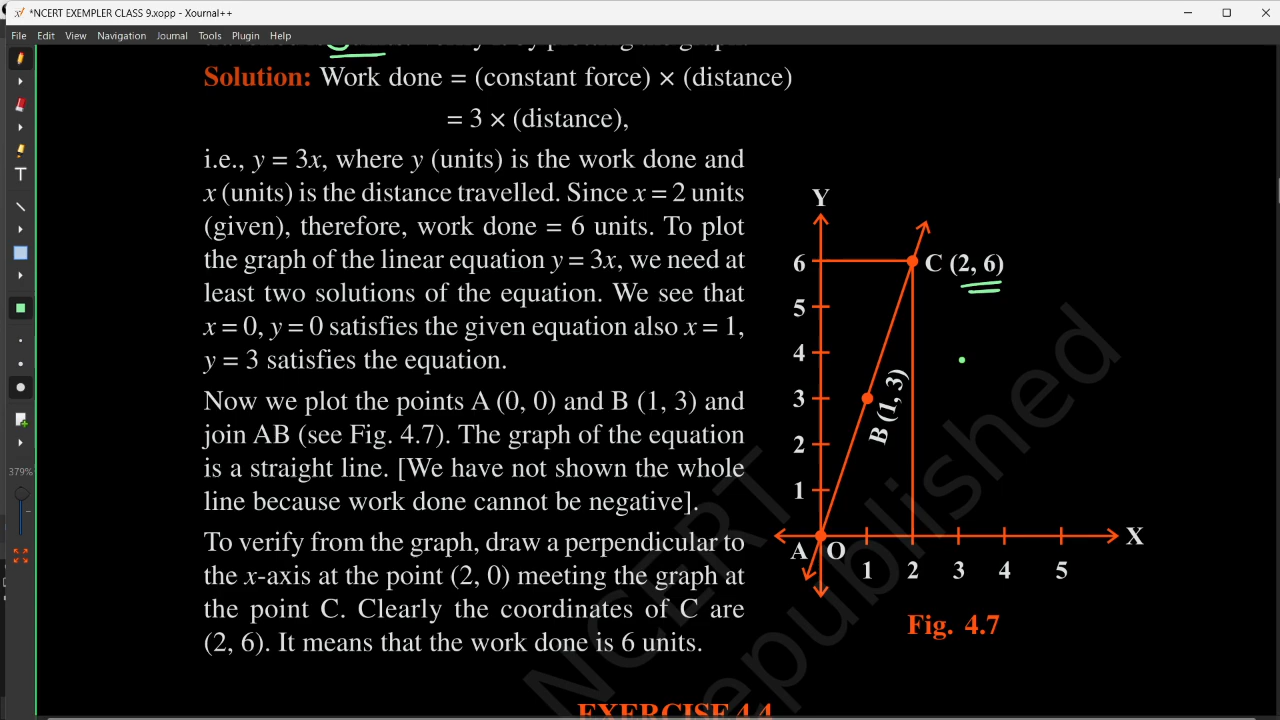 *NCERT EXEMPLER CLASS 9.xopp - Xournal++
File Edit View Navigation Journal Tools Plugin Help
Solution: Work done = (constant force) × (distance)
= 3 × (distance),
i.e., y = 3x, where y (units) is the work done and
x (units) is the distance travelled. Since x = 2 units
(given), therefore, work done = 6 units. To plot
the graph of the linear equation y = 3x, we need at
least two solutions of the equation. We see that
x = 0, y = 0 satisfies the given equation also x = 1,
y = 3 satisfies the equation.
Now we plot the points A (0, 0) and B (1, 3) and
join AB (see Fig. 4.7). The graph of the equation
is a straight line. [We have not shown the whole
line because work done cannot be negative].
To verify from the graph, draw a perpendicular to
the x-axis at the point (2, 0) meeting the graph at
the point C. Clearly the coordinates of C are
(2, 6). It means that the work done is 6 units.
Y
6
C (2, 6)
5
4
3
B (1, 3)
2
1
A O
X
1 2 3 4 5
Fig. 4.7
T
379%
NCERT
republished
EXERCISE 4.4